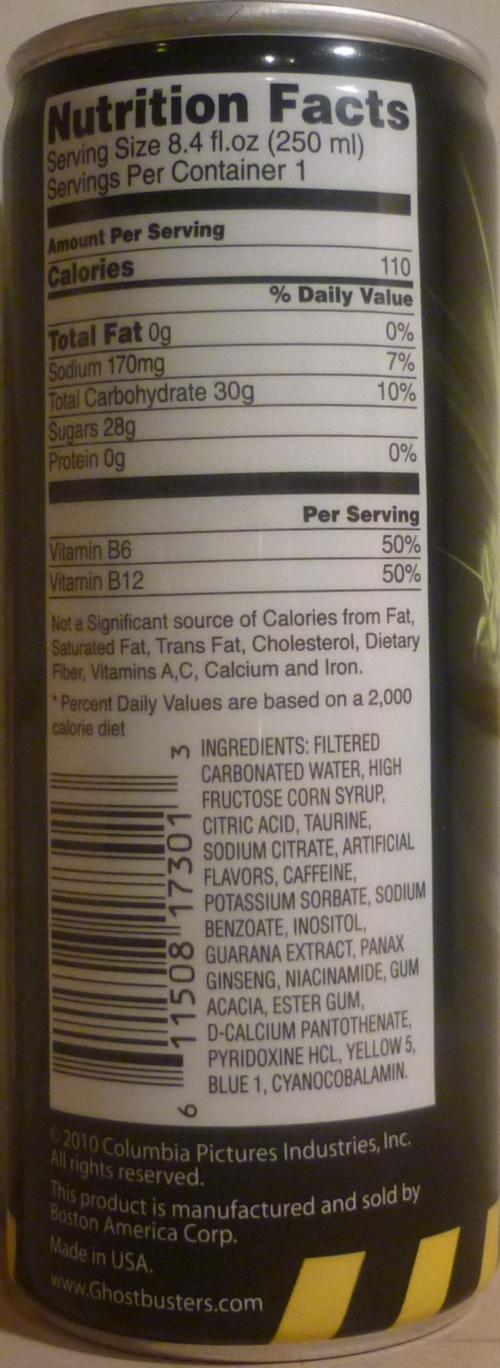 Nutrition Facts
Serving Size 8.4 fl.oz (250 ml)
Servings Per Container 1
Amount Per Serving
Calories 110
% Daily Value
Total Fat 0g 0%
Sodium 170mg 7%
Total Carbohydrate 30g 10%
Sugars 28g
Protein 0g 0%
Per Serving
Vitamin B6 50%
Vitamin B12 50%
Not a Significant source of Calories from Fat,
Saturated Fat, Trans Fat, Cholesterol, Dietary
Fiber, Vitamins A,C, Calcium and Iron.
* Percent Daily Values are based on a 2,000
calorie diet
6 11508 17301 3
INGREDIENTS: FILTERED
CARBONATED WATER, HIGH
FRUCTOSE CORN SYRUP,
CITRIC ACID, TAURINE,
SODIUM CITRATE, ARTIFICIAL
FLAVORS, CAFFEINE,
POTASSIUM SORBATE, SODIUM
BENZOATE, INOSITOL,
GUARANA EXTRACT, PANAX
GINSENG, NIACINAMIDE, GUM
ACACIA, ESTER GUM,
D-CALCIUM PANTOTHENATE,
PYRIDOXINE HCL, YELLOW 5,
BLUE 1, CYANOCOBALAMIN.
© 2010 Columbia Pictures Industries, Inc.
All rights reserved.
This product is manufactured and sold by
Boston America Corp.
Made in USA.
www.Ghostbusters.com